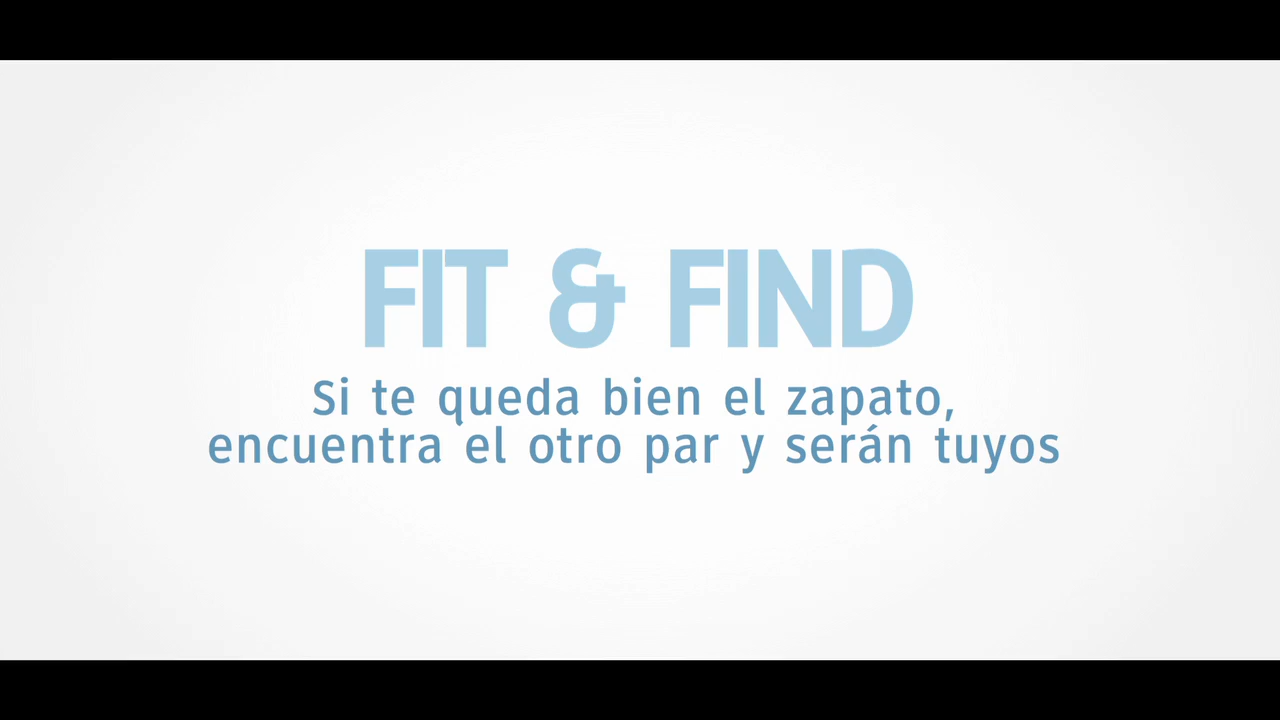 FIT & FIND
Si te queda bien el zapato,
encuentra el otro par y serán tuyos